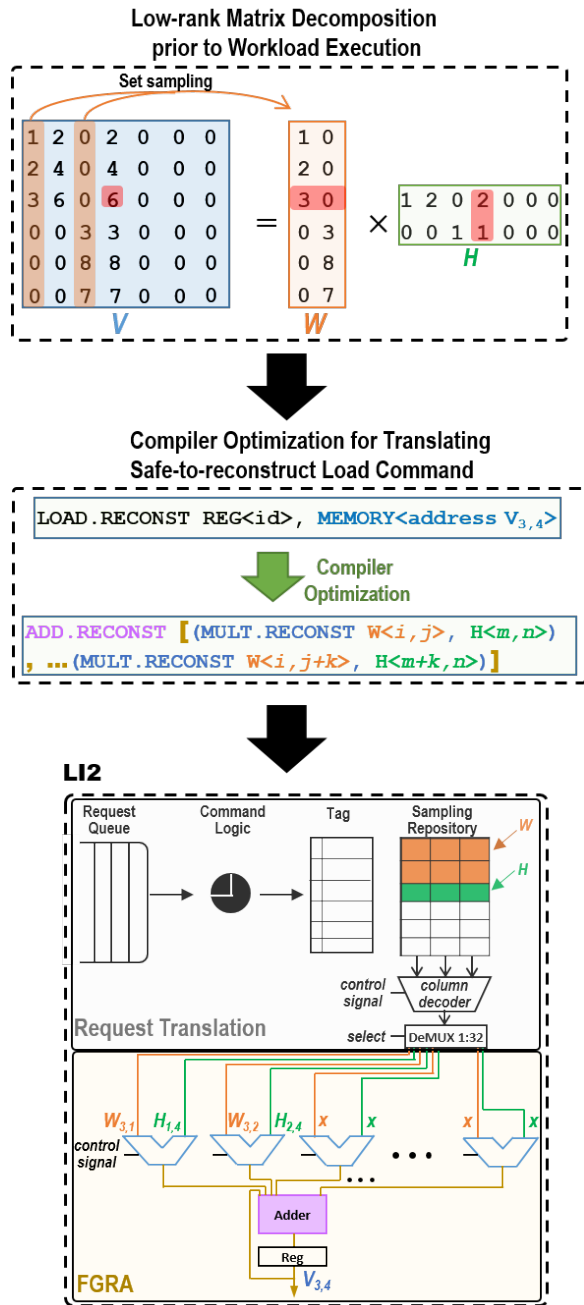 Low-rank Matrix Decomposition
prior to Workload Execution
Set sampling
1 2 0 2 0 0 0
2 4 0 4 0 0 0
3 6 0 6 0 0 0
0 0 3 3 0 0 0
0 0 8 8 0 0 0
0 0 7 7 0 0 0
V
=
1 0
2 0
3 0
0 3
0 8
0 7
W
×
1 2 0 2 0 0 0
0 0 1 1 0 0 0
H
Compiler Optimization for Translating
Safe-to-reconstruct Load Command
LOAD.RECONST REG<id>, MEMORY<address V3,4>
Compiler
Optimization
ADD.RECONST [(MULT.RECONST W<i,j>, H<m,n>)
, …(MULT.RECONST W<i,j+k>, H<m+k,n>)]
LI2
Request
Queue
Command
Logic
Tag
Sampling
Repository
W
H
control
signal
column
decoder
select
DeMUX 1:32
Request Translation
W3,1 H1,4 W3,2 H2,4 x x x x
control
signal
• • •
...
Adder
Reg
V3,4
FGRA